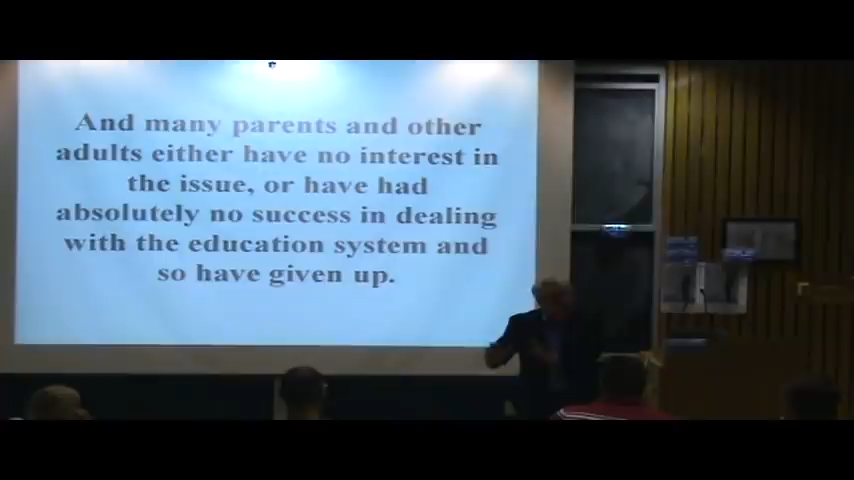 And many parents and other
adults either have no interest in
the issue, or have had
absolutely no success in dealing
with the education system and
so have given up.